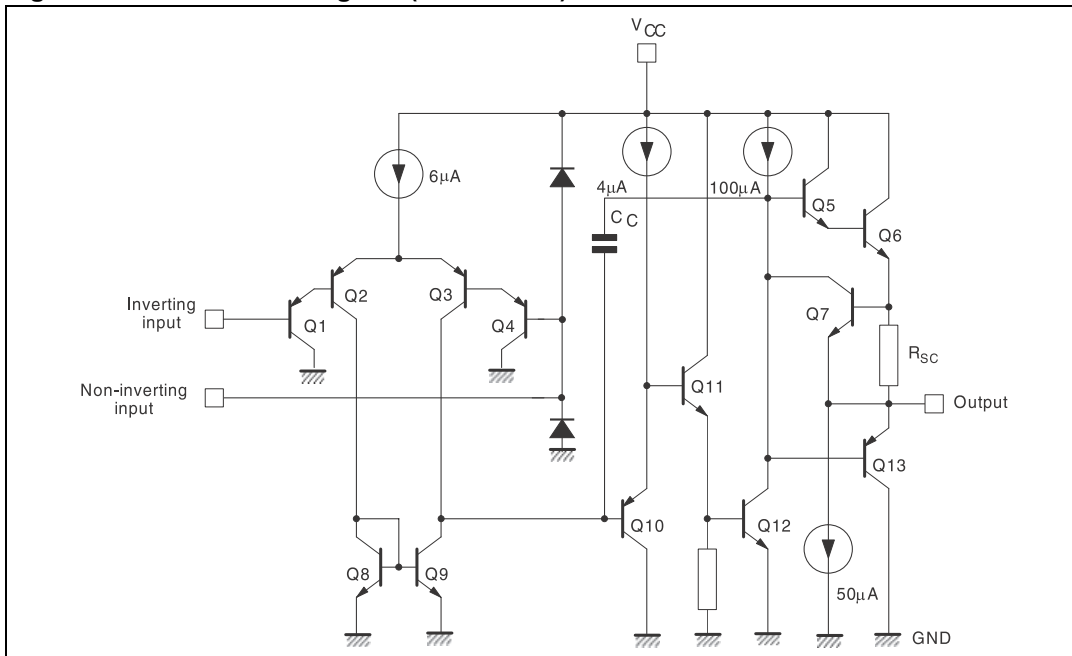 V CC
6μA
4μA
100μA
C C
Q5
Q6
Q2
Q3
Inverting
input
Q1
Q4
Q7
R SC
Non-inverting
input
Q11
Output
Q13
Q10
Q12
Q8
Q9
50μA
GND